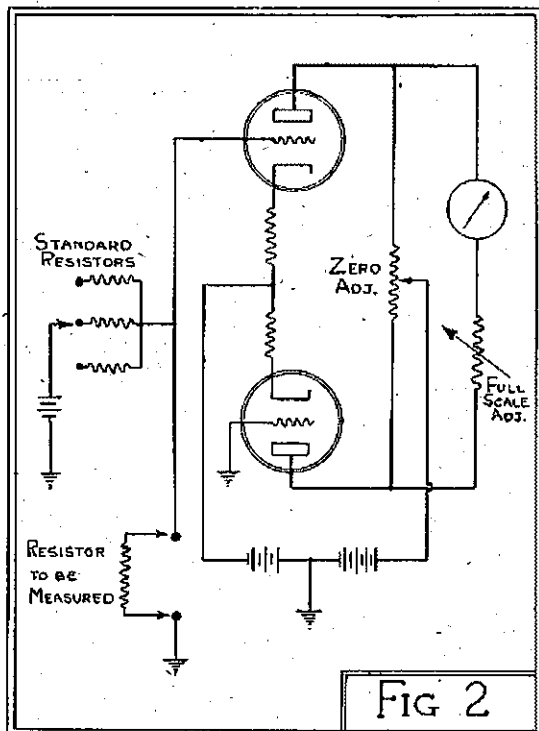 STANDARD
RESISTORS
ZERO
ADJ.
FULL
SCALE
ADJ.
RESISTOR
TO BE
MEASURED
FIG 2